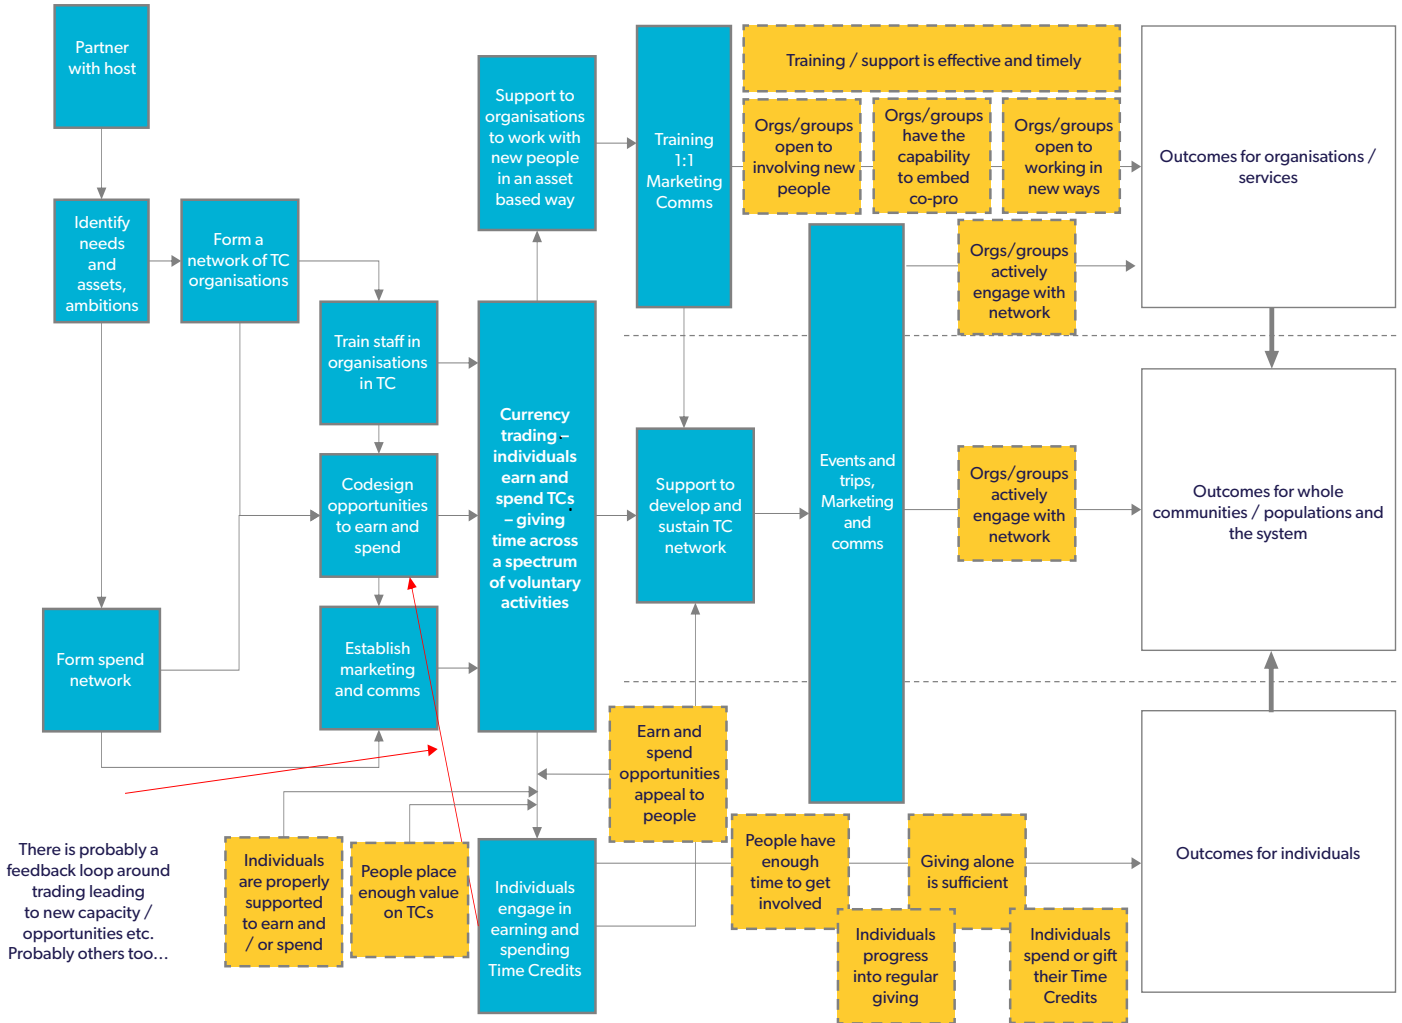 Partner
with host
Identify
needs
and
assets,
ambitions
Form a
network of TC
organisations
Form spend
network
Train staff in
organisations
in TC
Codesign
opportunities
to earn and
spend
Establish
marketing
and comms
Support to
organisations
to work with
new people
in an asset
based way
Currency
trading –
individuals
earn and
spend TCs
– giving
time across
a spectrum
of voluntary
activities
Training
1:1
Marketing
Comms
Support to
develop and
sustain TC
network
Events and
trips,
Marketing
and
comms
Training / support is effective and timely
Orgs/groups
open to
involving new
people
Orgs/groups
have the
capability
to embed
co-pro
Orgs/groups
open to
working in
new ways
Orgs/groups
actively
engage with
network
Orgs/groups
actively
engage with
network
Outcomes for organisations /
services
Outcomes for whole
communities / populations and
the system
Outcomes for individuals
Earn and
spend
opportunities
appeal to
people
There is probably a
feedback loop around
trading leading
to new capacity /
opportunities etc.
Probably others too...
Individuals
are properly
supported
to earn and
/ or spend
People place
enough value
on TCs
Individuals
engage in
earning and
spending
Time Credits
People have
enough
time to get
involved
Individuals
progress
into regular
giving
Giving alone
is sufficient
Individuals
spend or gift
their Time
Credits